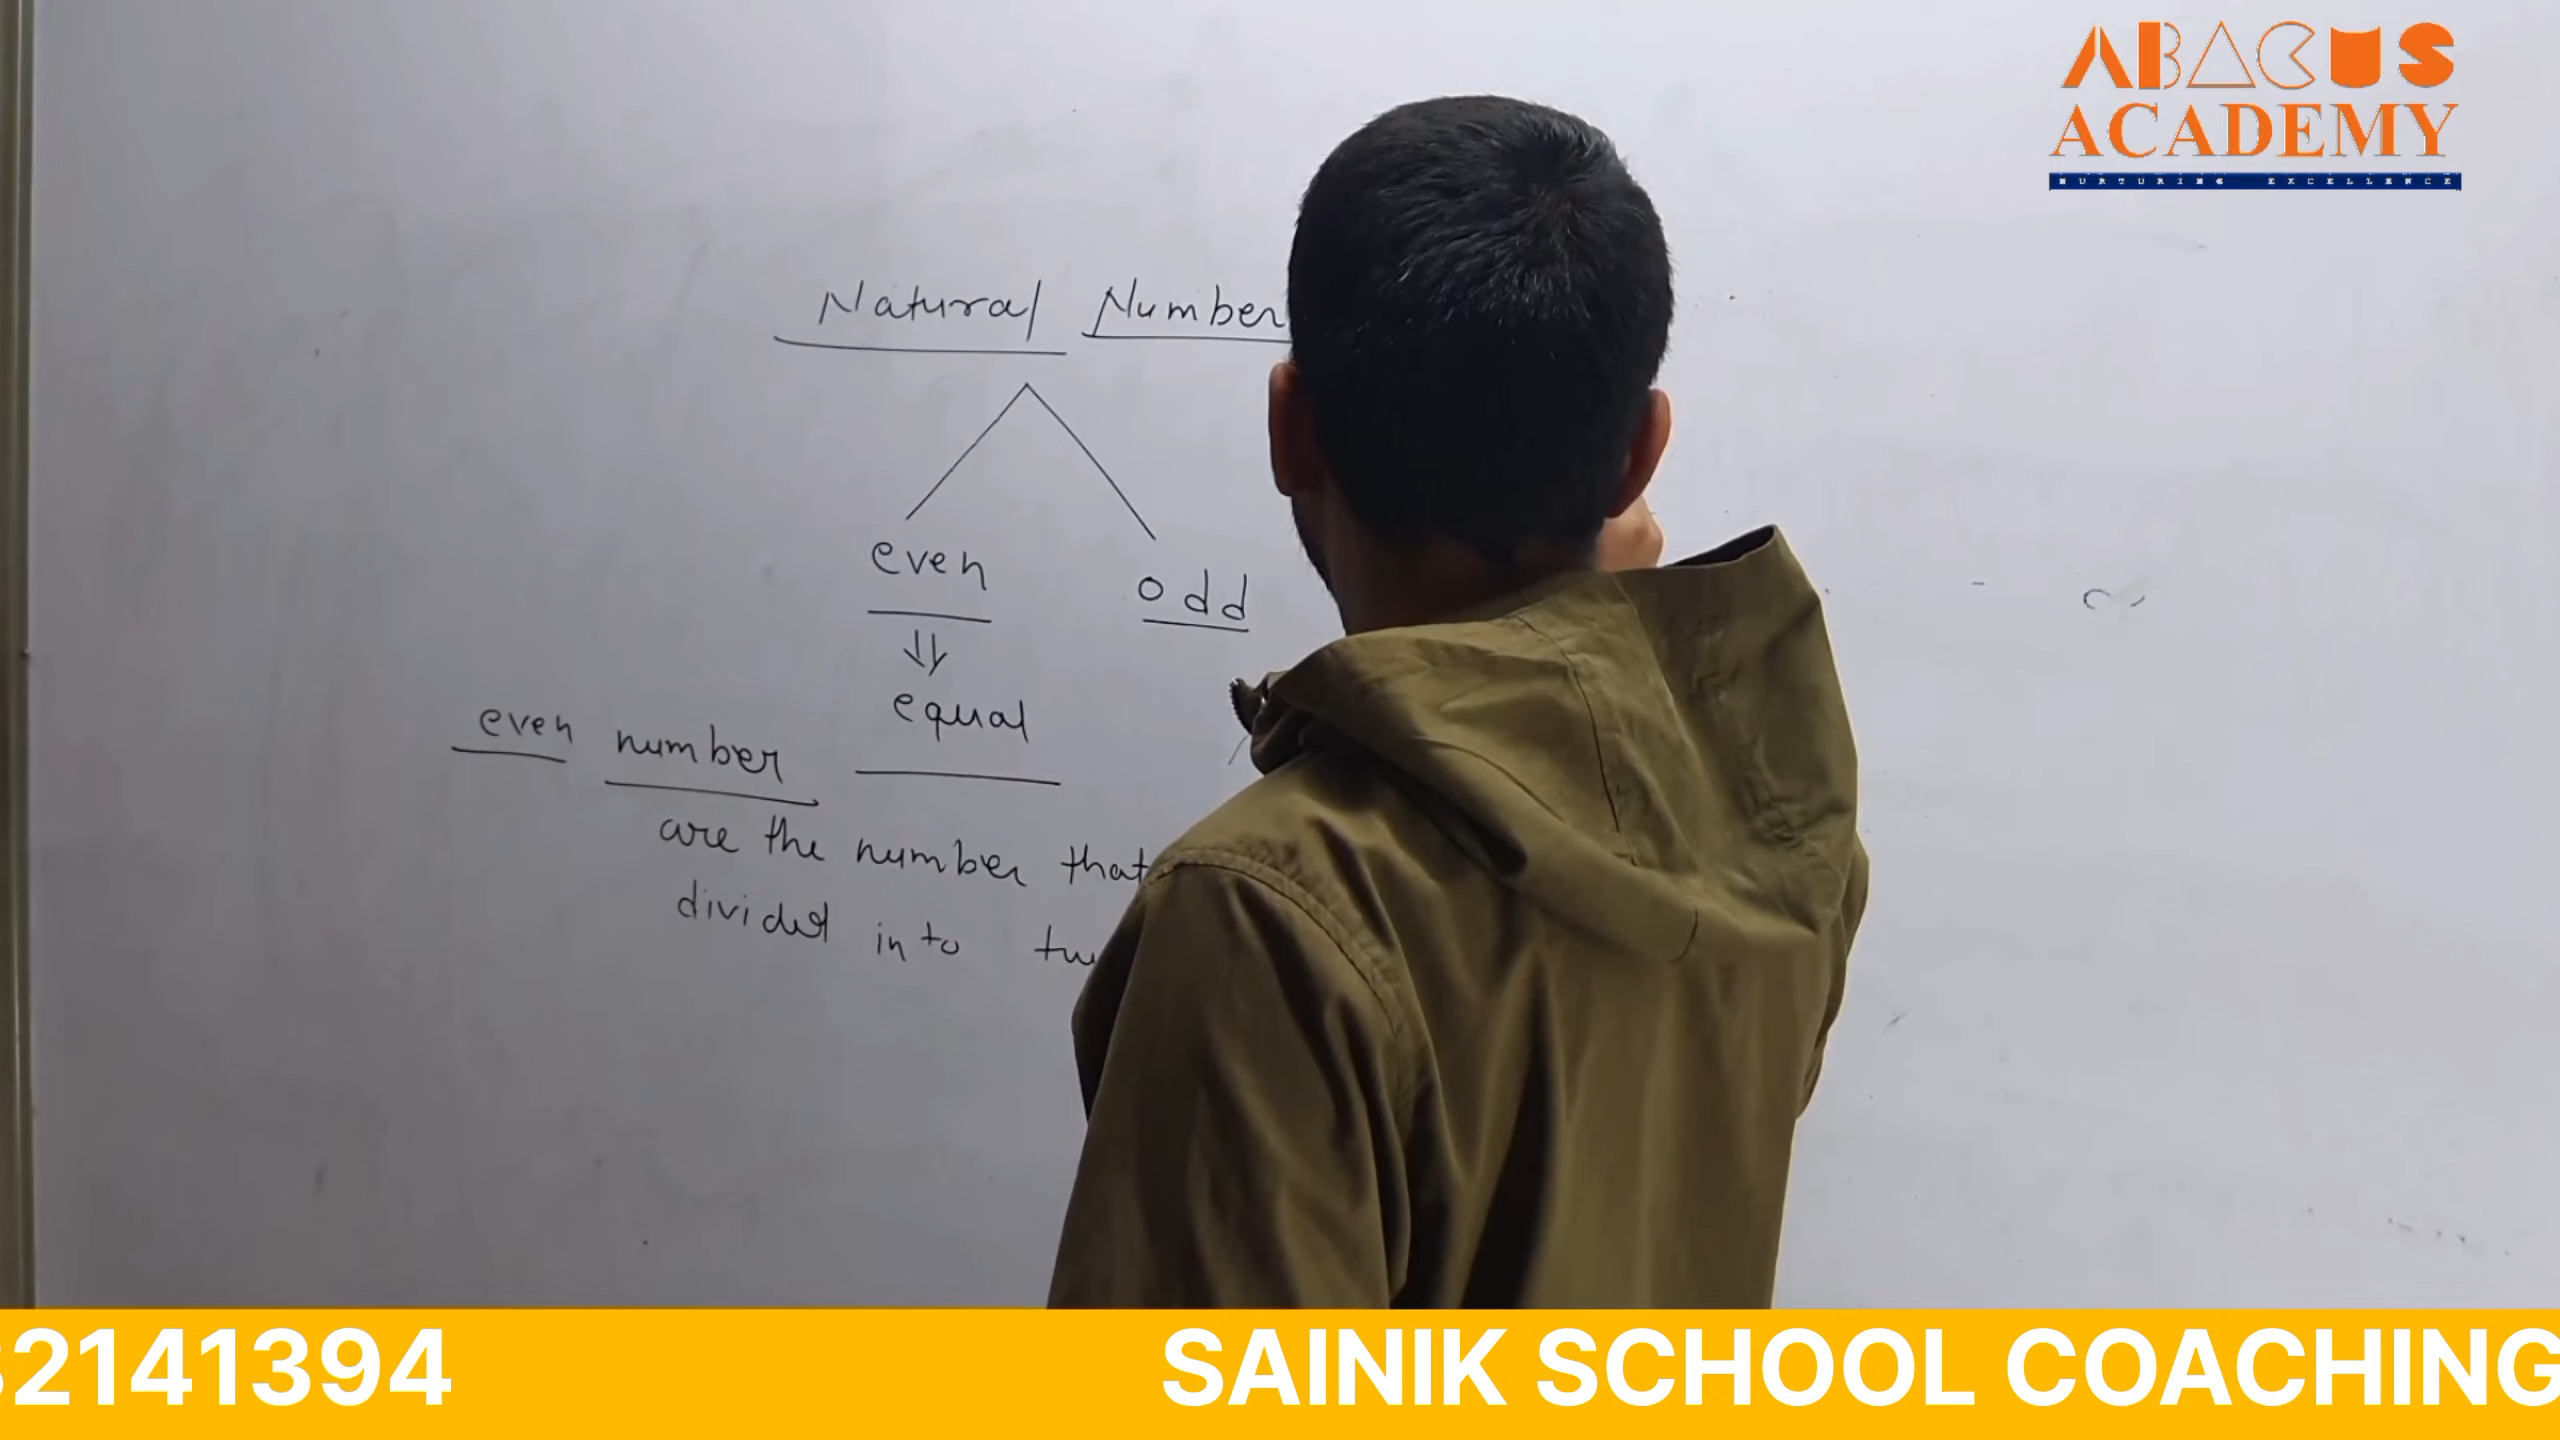 ABACUS
ACADEMY
NURTURING EXCELLENCE
Natural Number
even odd
equal
even number
are the number that
divided into
2141394 SAINIK SCHOOL COACHING